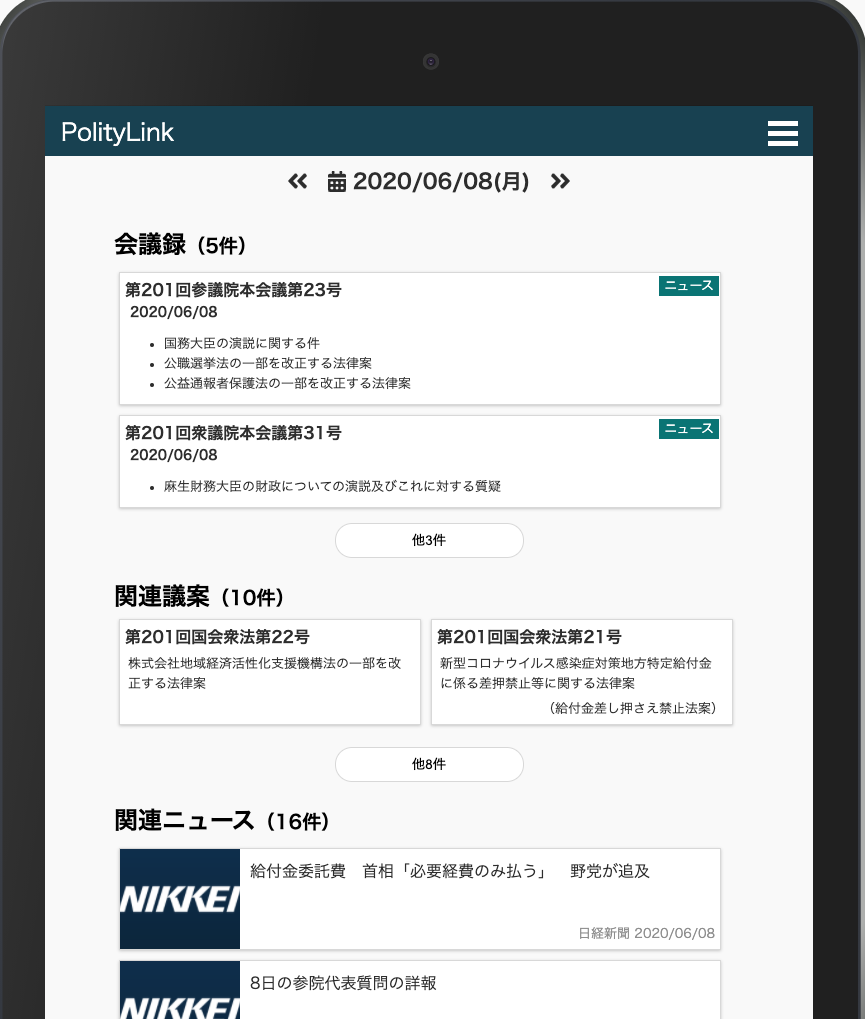 PolityLink
2020/06/08(月)
会議録（5件）
第201回参議院本会議第23号
ニュース
2020/06/08
国務大臣の演説に関する件
公職選挙法の一部を改正する法律案
公益通報者保護法の一部を改正する法律案
第201回衆議院本会議第31号
ニュース
2020/06/08
麻生財務大臣の財政についての演説及びこれに対する質疑
他3件
関連議案（10件）
第201回国会衆法第22号
株式会社地域経済活性化支援機構法の一部を改
正する法律案
第201回国会衆法第21号
新型コロナウイルス感染症対策地方特定給付金
に係る差押禁止等に関する法律案
（給付金差し押さえ禁止法案）
他8件
関連ニュース（16件）
NIKKEI
給付金委託費　首相「必要経費のみ払う」　野党が追及
日経新聞 2020/06/08
NIKKEI
8日の参院代表質問の詳報